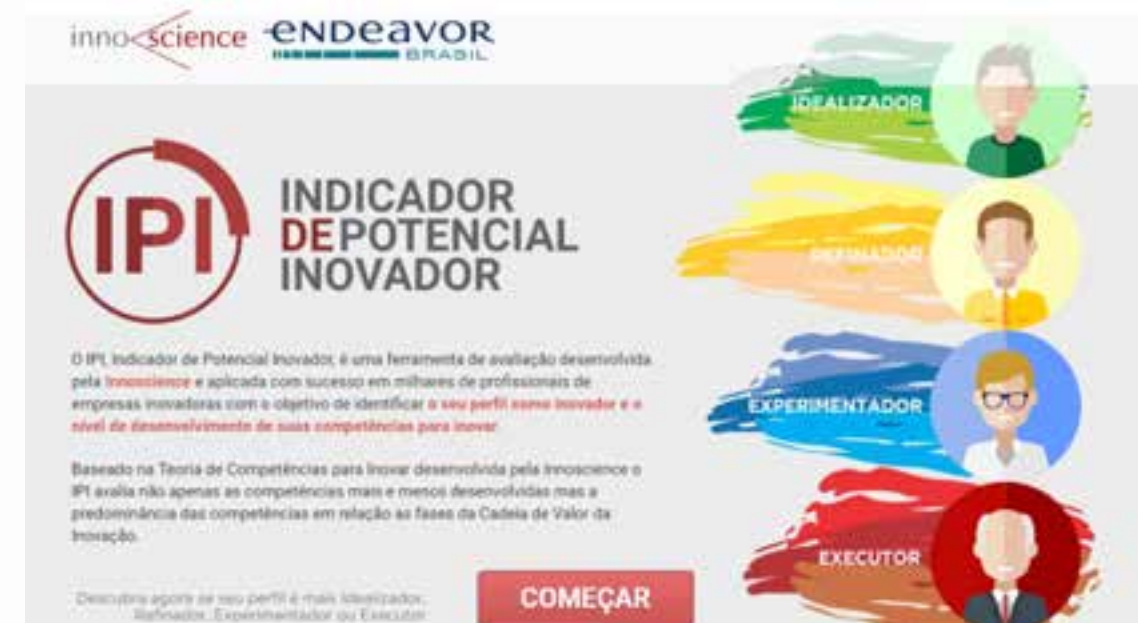 inno science ENDeavOR
BRASIL
IDEALIZADOR
IPI
INDICADOR
DE POTENCIAL
INOVADOR
REFINADOR
O IPI, Indicador de Potencial Inovador, é uma ferramenta de avaliação desenvolvida
pela Innoscience e aplicada com sucesso em milhares de profissionais de
empresas inovadoras com o objetivo de identificar o seu perfil como inovador e o
nível de desenvolvimento de suas competências para inovar.
EXPERIMENTADOR
Baseado na Teoria de Competências para Inovar desenvolvida pela Innoscience o
IPI avalia não apenas as competências mais e menos desenvolvidas mas a
predominância das competências em relação as fases da Cadeia de Valor da
Inovação.
EXECUTOR
Descubra agora se seu perfil é mais Idealizador,
Refinador, Experimentador ou Executor
COMEÇAR